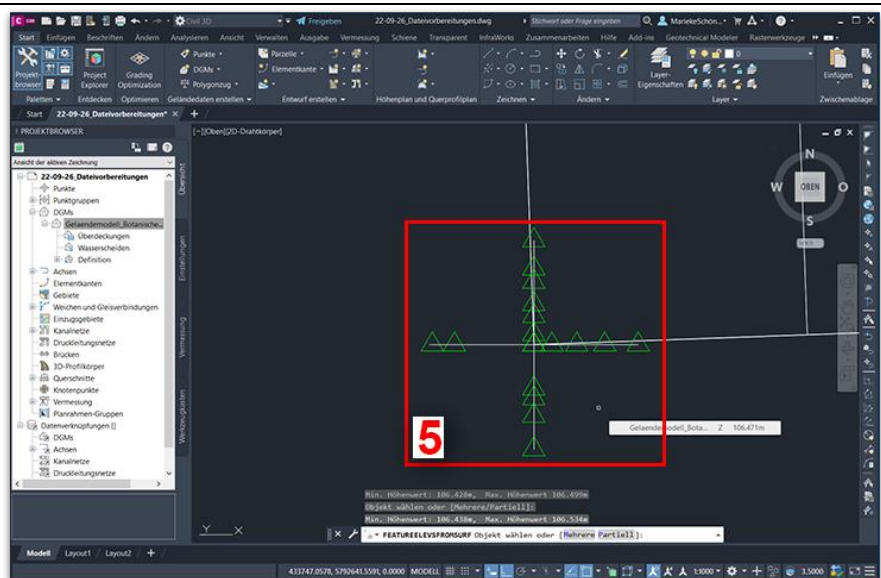 Civil 3D
Freigeben
22-09-26_Dateivorbereitungen.dwg
Stichwort oder Frage eingeben
MariekeSchön...
Start Einfügen Beschriften Ändern Analysieren Ansicht Verwalten Ausgabe Vermessung Schiene Transparent InfraWorks Zusammenarbeiten Hilfe Add-ins Geotechnical Modeler Rasterwerkzeuge
Projekt-browser
Project Explorer
Grading Optimization
Punkte
DGMs
Polygonzug
Parzelle
Elementkante
Layer-Eigenschaften
0
Einfügen
Paletten Entdecken Optimieren Geländedaten erstellen Entwurf erstellen Höhenplan und Querprofilplan Zeichnen Ändern Layer Zwischenablage
Start 22-09-26_Dateivorbereitungen* × +
PROJEKTBROWSER
[−][Oben][2D-Drahtkörper]
Ansicht der aktiven Zeichnung
22-09-26_Dateivorbereitungen
Punkte
Punktgruppen
DGMs
Gelaendemodell_Botanische...
Überdeckungen
Wasserscheiden
Definition
Achsen
Elementkanten
Gebiete
Weichen und Gleisverbindungen
Einzugsgebiete
Kanalnetze
Druckleitungsnetze
Brücken
3D-Profilkörper
Querschnitte
Knotenpunkte
Vermessung
Planrahmen-Gruppen
Datenverknüpfungen []
DGMs
Achsen
Kanalnetze
Druckleitungsnetze
Übersicht
Einstellungen
Vermessung
Werkzeugkasten
N
W OBEN O
S
WKS
5
Gelaendemodell_Bota... Z 106.471m
Min. Höhenwert: 106.428m, Max. Höhenwert 106.499m
Objekt wählen oder [Mehrere/Partiell]:
Min. Höhenwert: 106.438m, Max. Höhenwert 106.534m
FEATUREELEVSFROMSURF Objekt wählen oder [Mehrere Partiell]:
Y
X
Modell Layout1 Layout2 +
433747.0578, 5792641.5591, 0.0000 MODELL 1:1000 3.5000